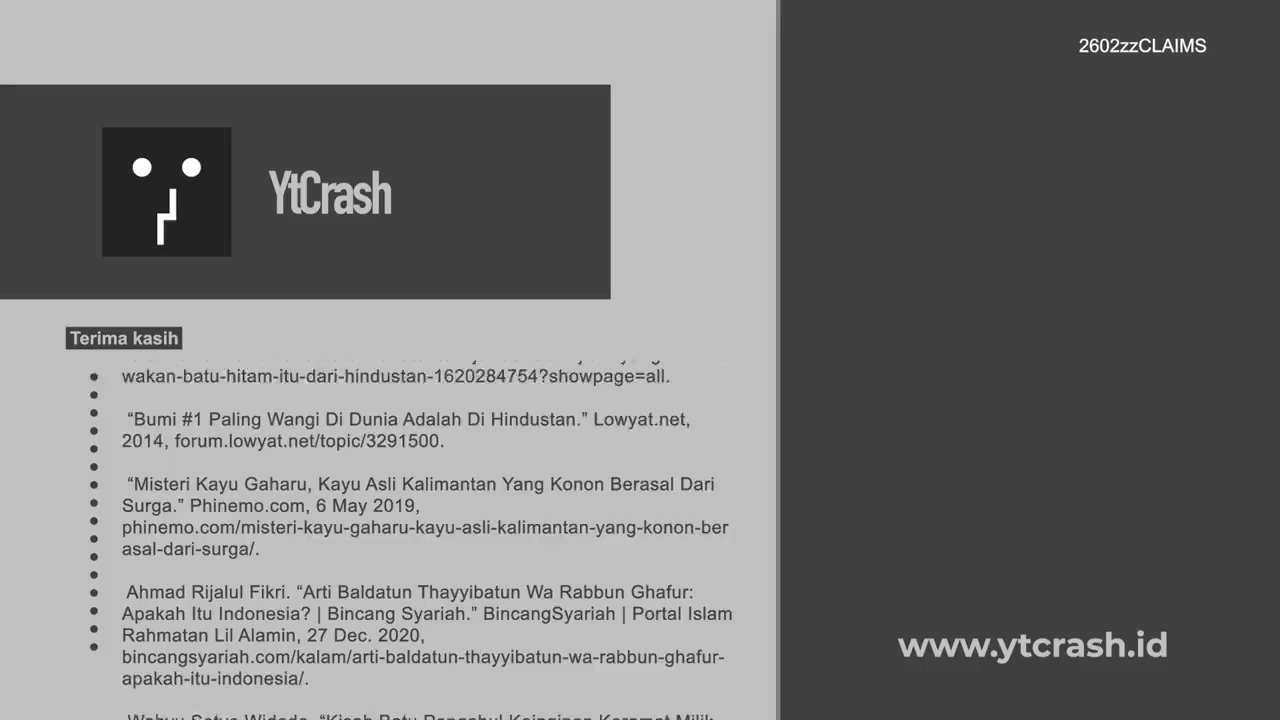 2602zzCLAIMS
YtCrash
Terima kasih
wakan-batu-hitam-itu-dari-hindustan-1620284754?showpage=all.
“Bumi #1 Paling Wangi Di Dunia Adalah Di Hindustan.” Lowyat.net,
2014, forum.lowyat.net/topic/3291500.
“Misteri Kayu Gaharu, Kayu Asli Kalimantan Yang Konon Berasal Dari
Surga.” Phinemo.com, 6 May 2019,
phinemo.com/misteri-kayu-gaharu-kayu-asli-kalimantan-yang-konon-ber
asal-dari-surga/.
Ahmad Rijalul Fikri. “Arti Baldatun Thayyibatun Wa Rabbun Ghafur:
Apakah Itu Indonesia? | Bincang Syariah.” BincangSyariah | Portal Islam
Rahmatan Lil Alamin, 27 Dec. 2020,
bincangsyariah.com/kalam/arti-baldatun-thayyibatun-wa-rabbun-ghafur-
apakah-itu-indonesia/.
www.ytcrash.id